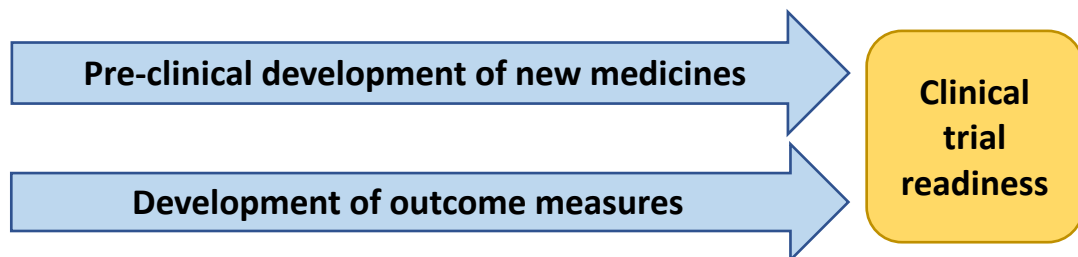 Pre-clinical development of new medicines
Development of outcome measures
Clinical
trial
readiness